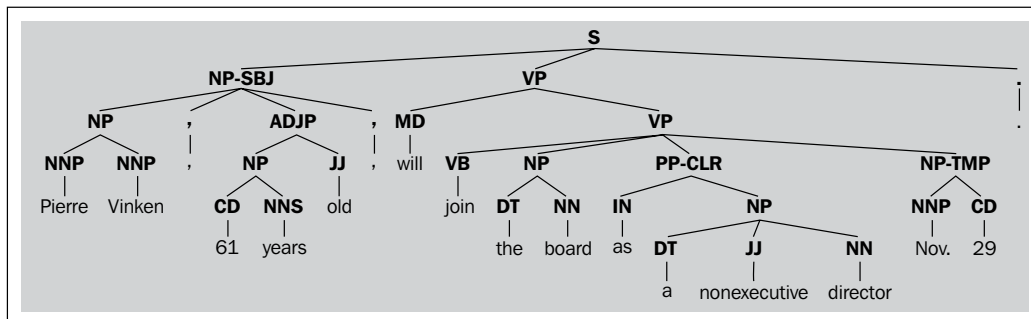 S
NP-SBJ VP .
NP , ADJP , MD VP .
NNP NNP , NP JJ , will VB NP PP-CLR NP-TMP
Pierre Vinken CD NNS old join DT NN IN NP NNP CD
61 years the board as DT JJ NN Nov. 29
a nonexecutive director